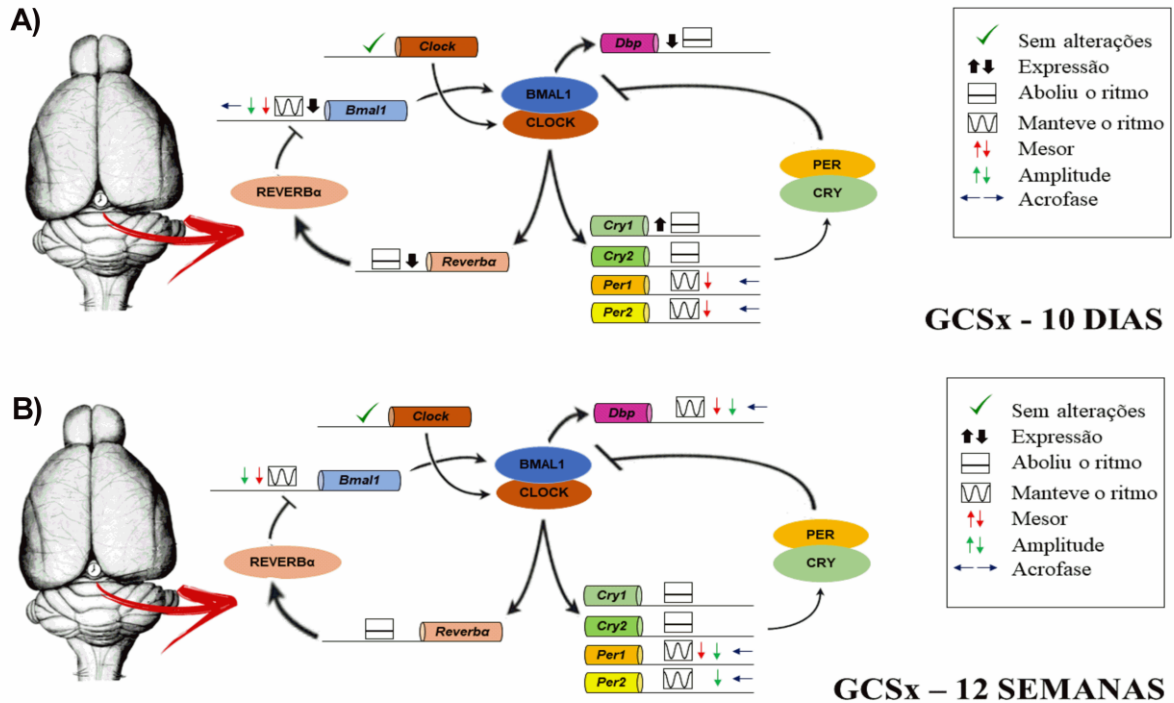 A)
Clock
Dbp
Bmal1
BMAL1
CLOCK
REVERBα
PER
CRY
Reverbα
Cry1
Cry2
Per1
Per2
Sem alterações
Expressão
Aboliu o ritmo
Manteve o ritmo
Mesor
Amplitude
Acrofase
GCSx - 10 DIAS
B)
Clock
Dbp
Bmal1
BMAL1
CLOCK
REVERBα
PER
CRY
Reverbα
Cry1
Cry2
Per1
Per2
Sem alterações
Expressão
Aboliu o ritmo
Manteve o ritmo
Mesor
Amplitude
Acrofase
GCSx – 12 SEMANAS